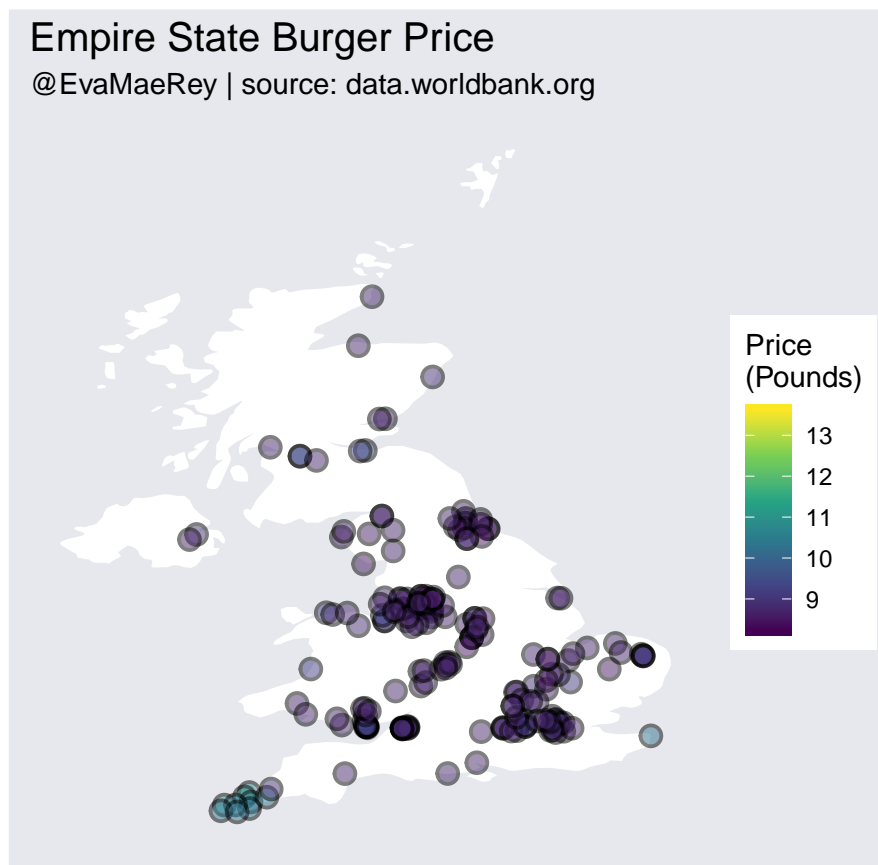 Empire State Burger Price
@EvaMaeRey | source: data.worldbank.org
Price
(Pounds)
13
12
11
10
9